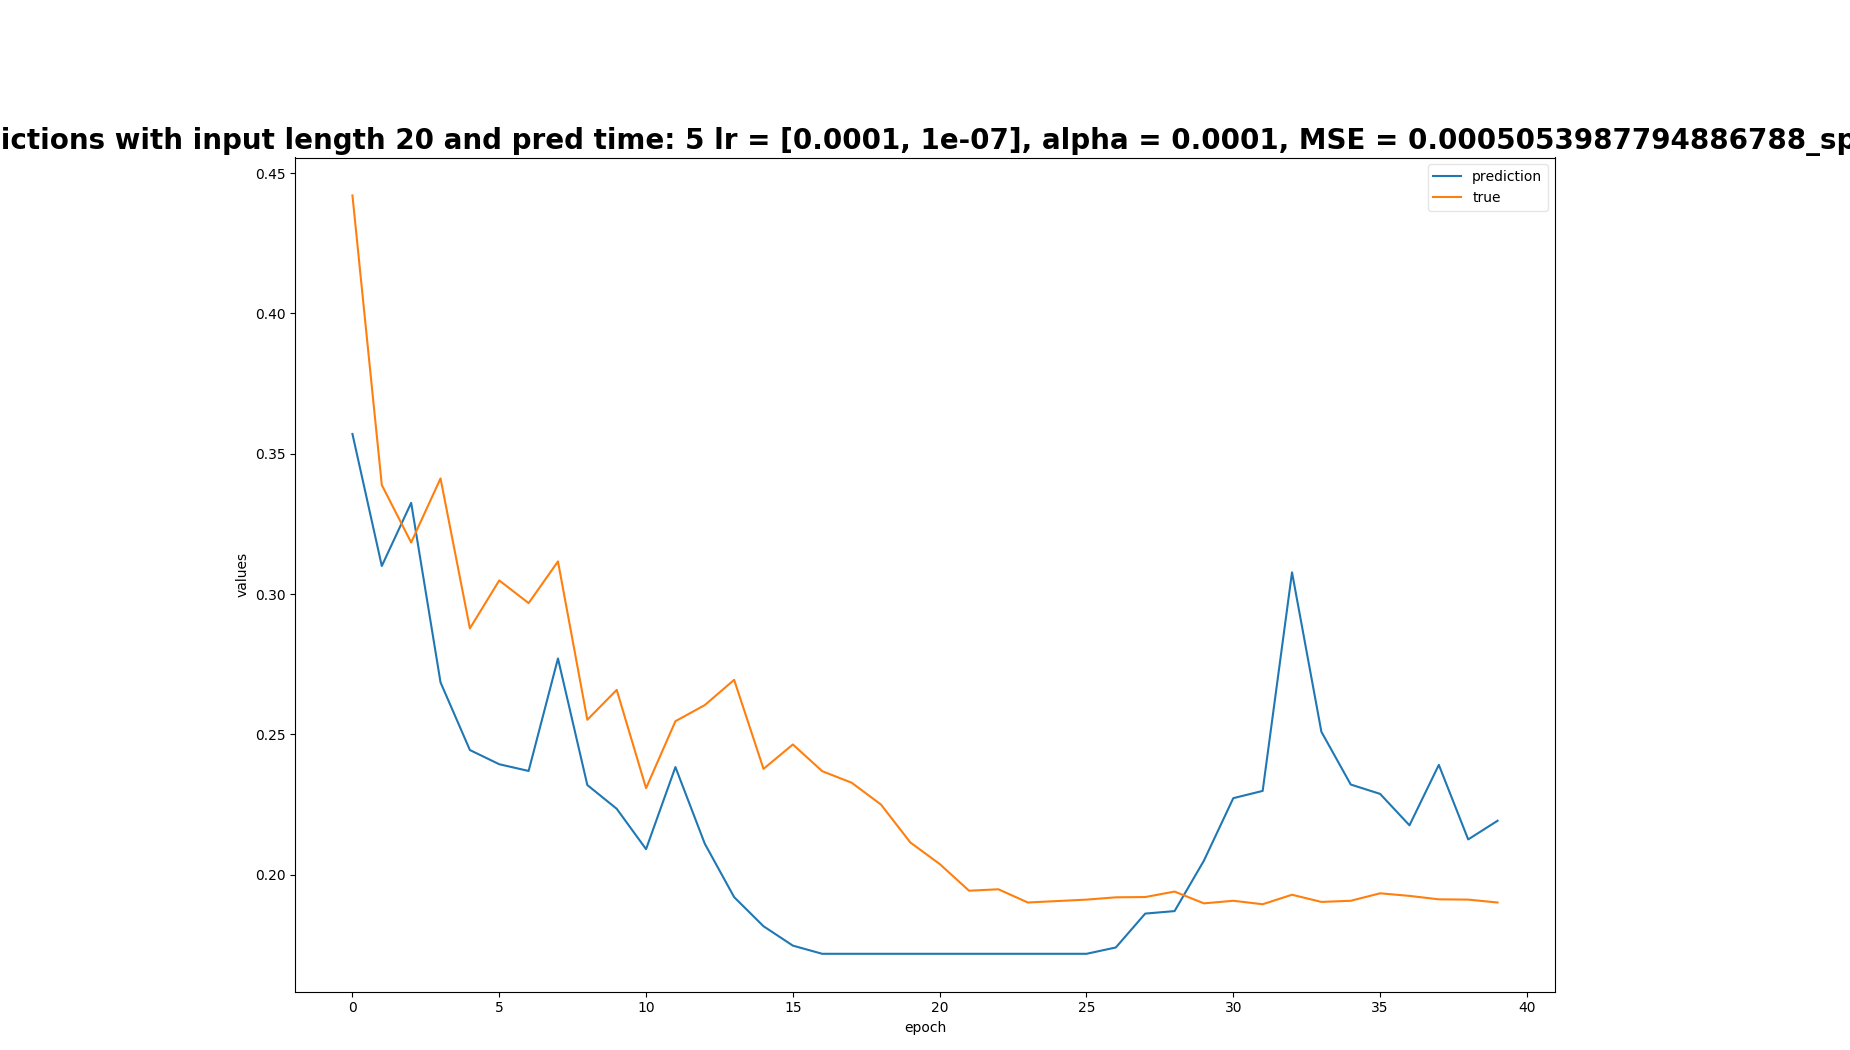 ictions with input length 20 and pred time: 5 lr = [0.0001, 1e-07], alpha = 0.0001, MSE = 0.0005053987794886788_sp
prediction
true
0.45
0.40
0.35
0.30
0.25
0.20
values
0 5 10 15 20 25 30 35 40
epoch